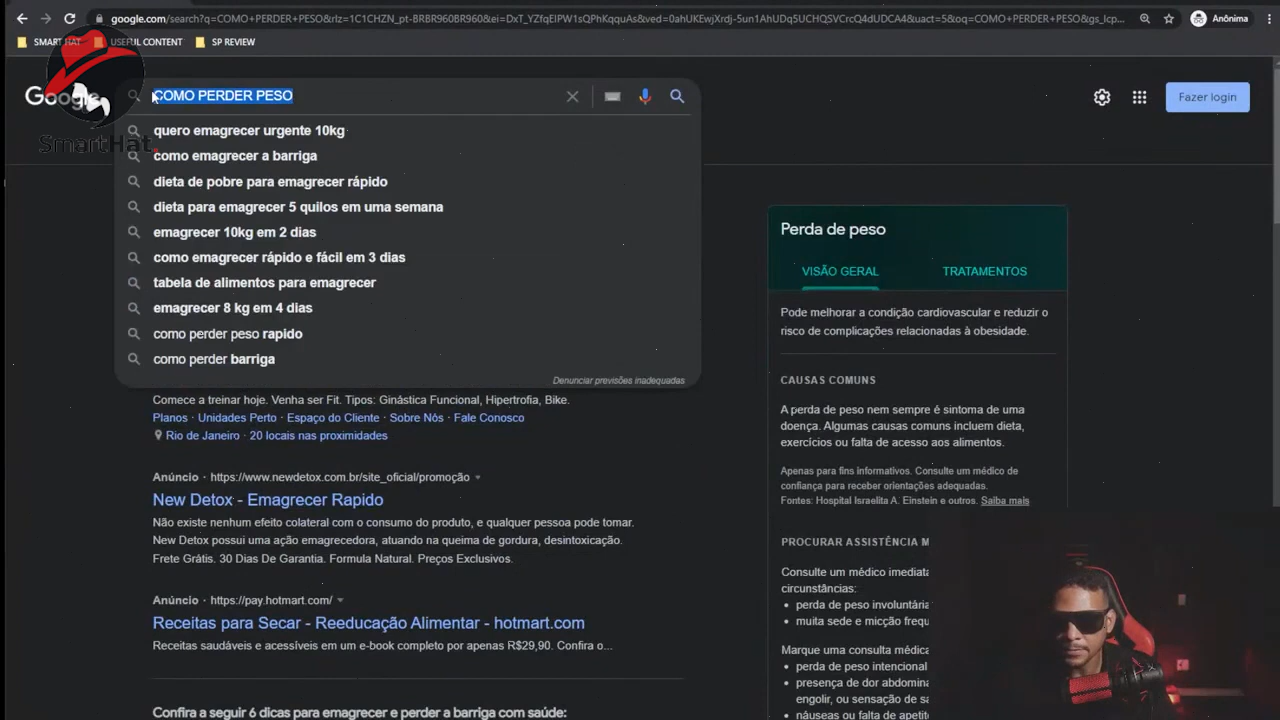 google.com/search?q=COMO+PERDER+PESO&rlz=1C1CHZN_pt-BRBR960BR960&ei=DxT_YZfqEIPW1sQPhKqquAs&ved=0ahUKEwjXrdj-5un1AhUDq5UCHQSVCrcQ4dUDCA4&uact=5&oq=COMO+PERDER+PESO&gs_lcp...
Anônima
SMART HAT
USEFUL CONTENT
SP REVIEW
Google
COMO PERDER PESO
Fazer login
SmartHat.
quero emagrecer urgente 10kg
como emagrecer a barriga
dieta de pobre para emagrecer rápido
dieta para emagrecer 5 quilos em uma semana
emagrecer 10kg em 2 dias
como emagrecer rápido e fácil em 3 dias
tabela de alimentos para emagrecer
emagrecer 8 kg em 4 dias
como perder peso rapido
como perder barriga
Denunciar previsões inadequadas
Comece a treinar hoje. Venha ser Fit. Tipos: Ginástica Funcional, Hipertrofia, Bike.
Planos · Unidades Perto · Espaço do Cliente · Sobre Nós · Fale Conosco
Rio de Janeiro · 20 locais nas proximidades
Anúncio · https://www.newdetox.com.br/site_oficial/promoção
New Detox - Emagrecer Rapido
Não existe nenhum efeito colateral com o consumo do produto, e qualquer pessoa pode tomar.
New Detox possui uma ação emagrecedora, atuando na queima de gordura, desintoxicação.
Frete Grátis. 30 Dias De Garantia. Formula Natural. Preços Exclusivos.
Anúncio · https://pay.hotmart.com/
Receitas para Secar - Reeducação Alimentar - hotmart.com
Receitas saudáveis e acessíveis em um e-book completo por apenas R$29,90. Confira o...
Confira a seguir 6 dicas para emagrecer e perder a barriga com saúde:
Perda de peso
VISÃO GERAL
TRATAMENTOS
Pode melhorar a condição cardiovascular e reduzir o
risco de complicações relacionadas à obesidade.
CAUSAS COMUNS
A perda de peso nem sempre é sintoma de uma
doença. Algumas causas comuns incluem dieta,
exercícios ou falta de acesso aos alimentos.
Apenas para fins informativos. Consulte um médico de
confiança para receber orientações adequadas.
Fontes: Hospital Israelita A. Einstein e outros. Saiba mais
PROCURAR ASSISTÊNCIA M
Consulte um médico imediata
circunstâncias:
• perda de peso involuntária
• muita sede e micção frequ
Marque uma consulta médica
• perda de peso intencional
• presença de dor abdomina
engolir, ou sensação de sa
• náuseas ou falta de apetit